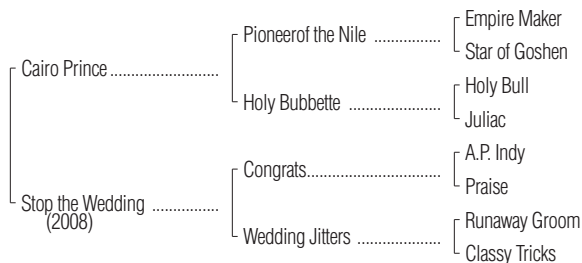 Empire Maker
Pioneerof the Nile ..................
Star of Goshen
Cairo Prince ........................
Holy Bull
Holy Bubbette .....................
Juliac
A.P. Indy
Congrats...............................
Praise
Stop the Wedding ...............
(2008)
Runaway Groom
Wedding Jitters ...................
Classy Tricks